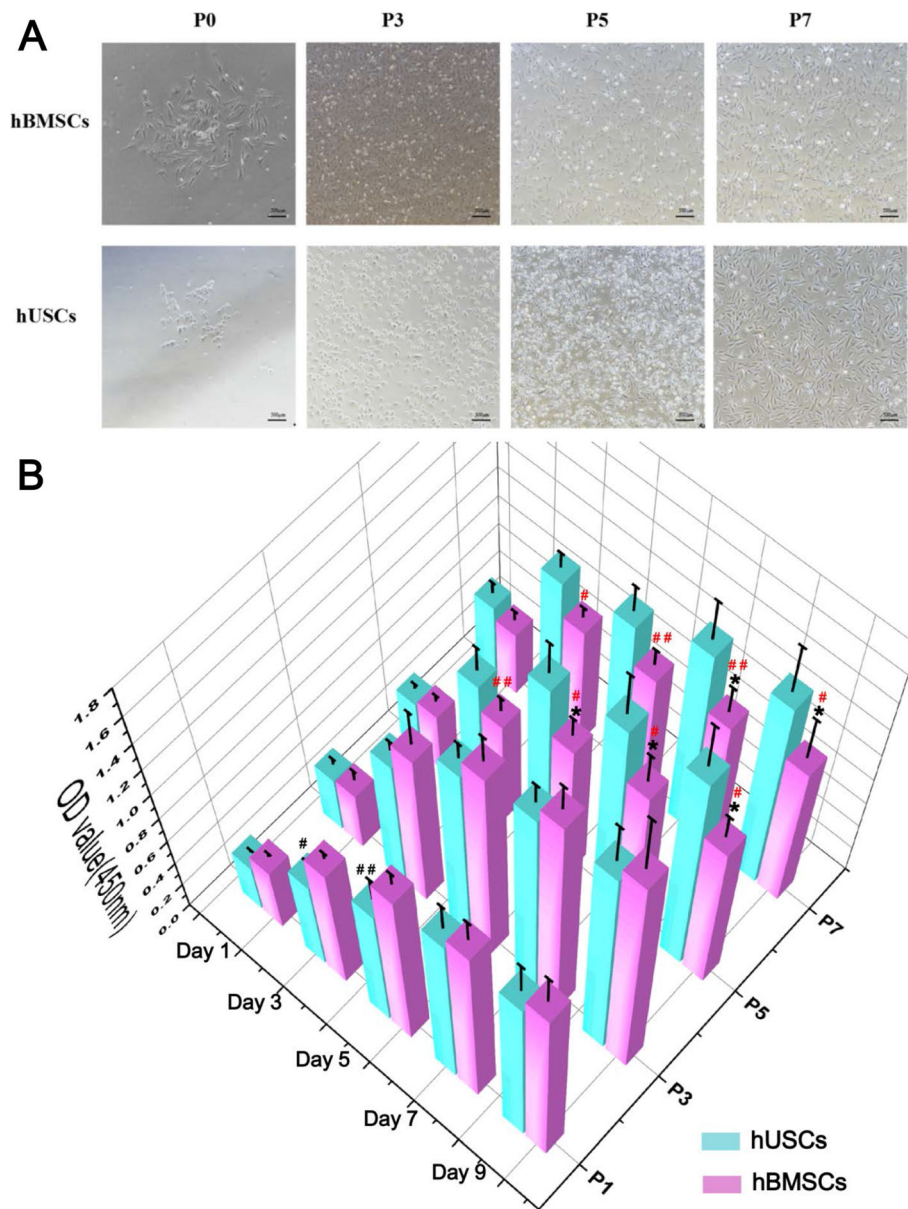 A
P0 P3 P5 P7
hBMSCs
hUSCs
B
#
##
##
#
##
#
*
#
*
##
*
#
*
#
*
#
1.8
1.6
1.4
1.2
1.0
0.8
0.6
0.4
0.2
0.0
OD value(450nm)
Day 1
Day 3
Day 5
Day 7
Day 9
P7
P5
P3
P1
hUSCs
hBMSCs